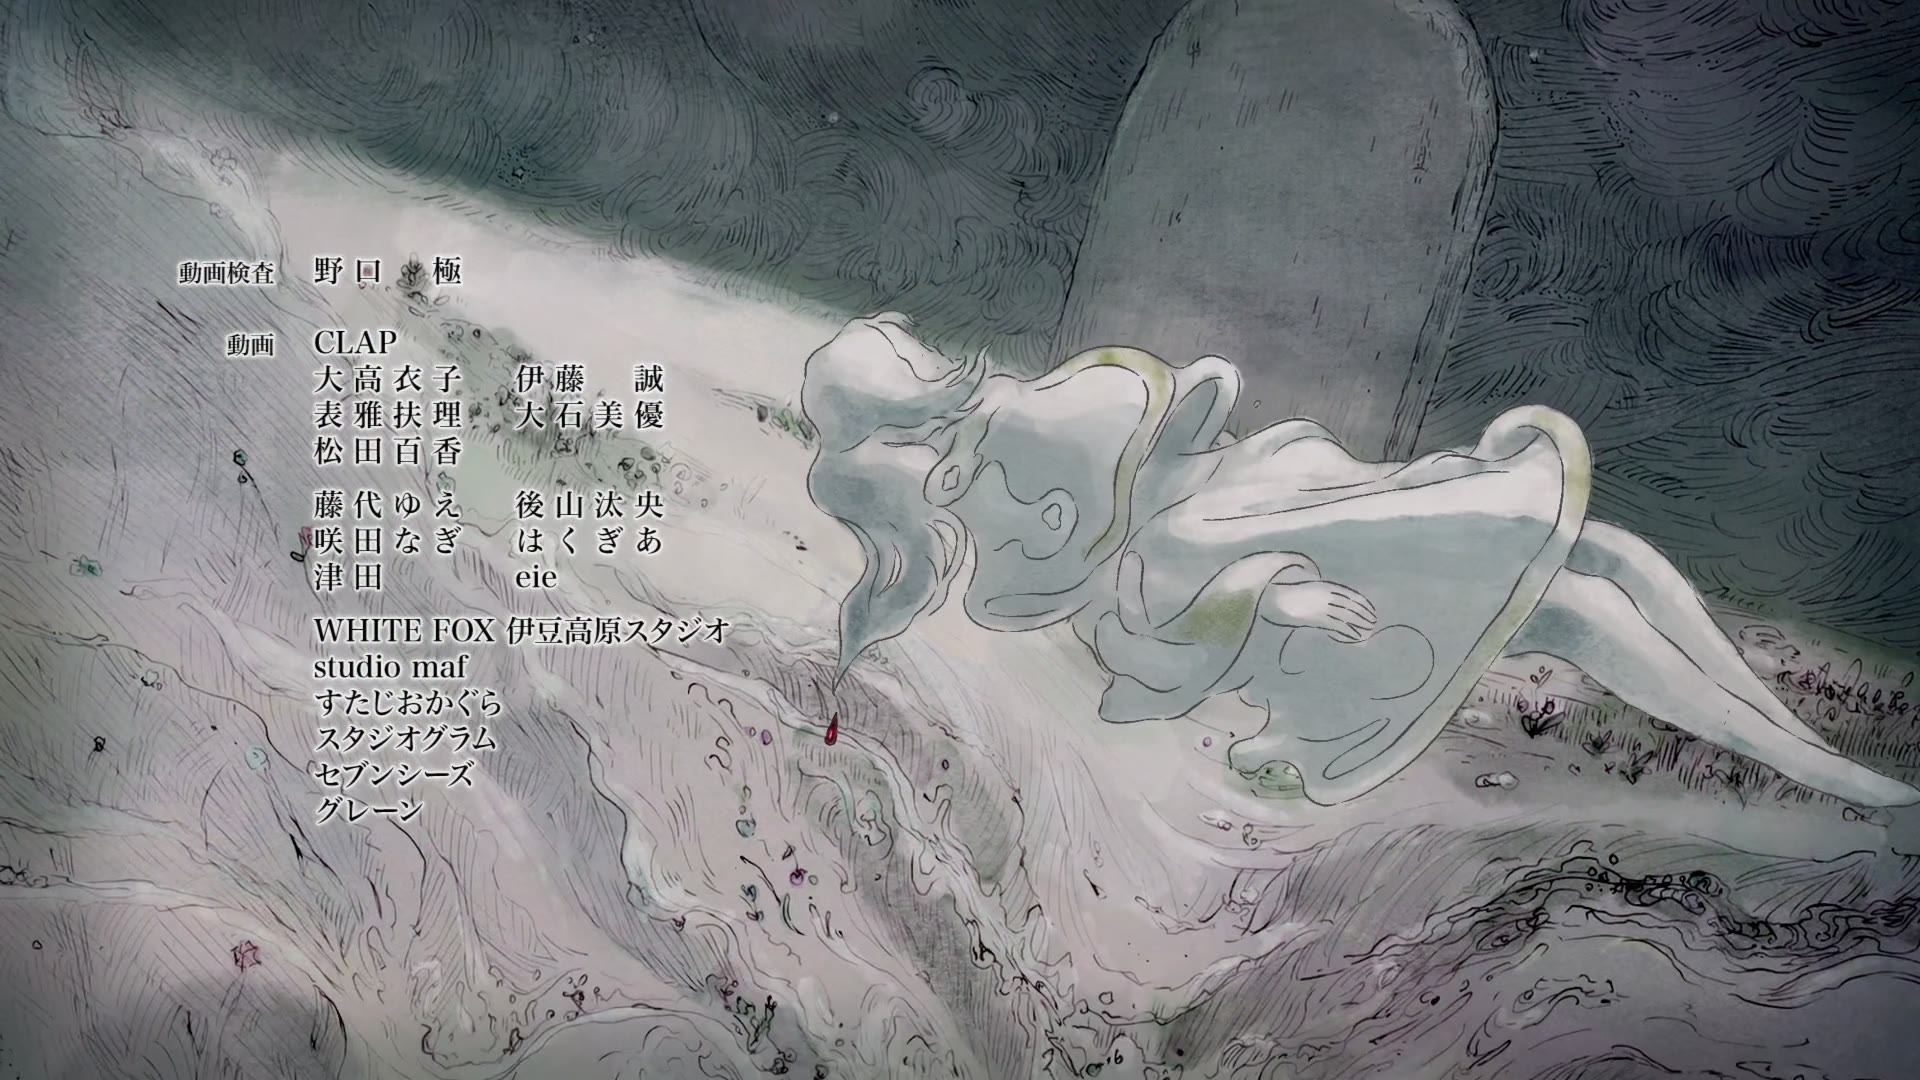 動画検査 野口 極
動画 CLAP
大高衣子 伊藤 誠
表雅扶理 大石美優
松田百香
藤代ゆえ 後山汰央
咲田なぎ はくぎあ
津田 eie
WHITE FOX 伊豆高原スタジオ
studio maf
すたじおかぐら
スタジオグラム
セブンシーズ
グレーン